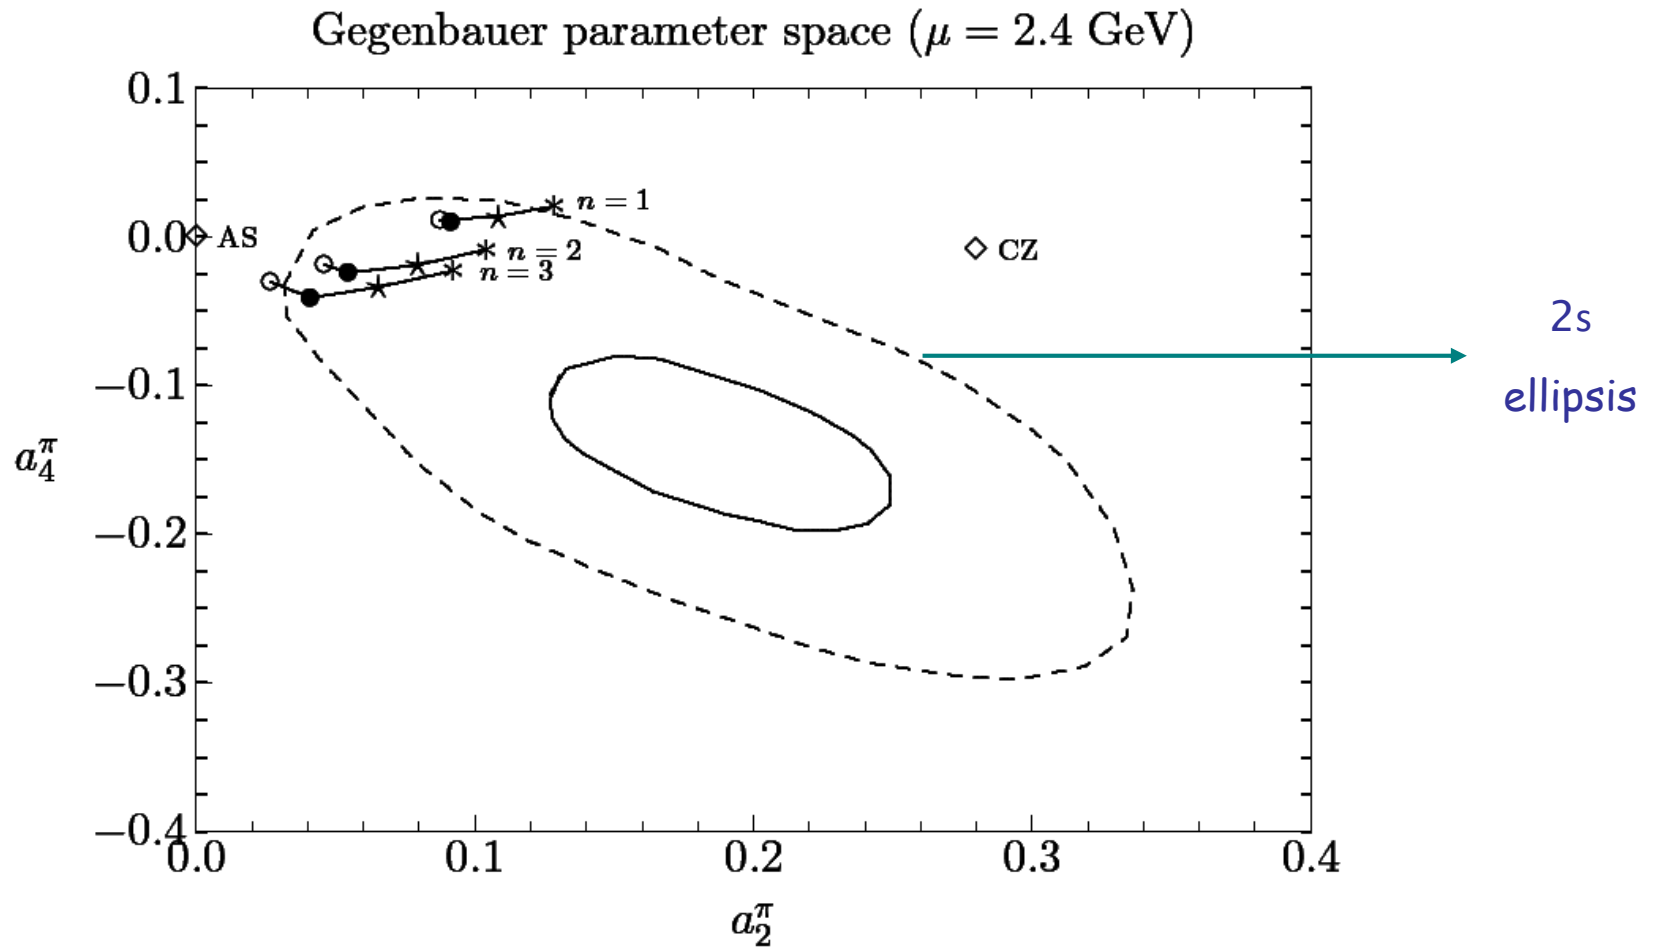 Gegenbauer parameter space (μ = 2.4 GeV)
0.1
n = 1
0.0
AS
n = 2
CZ
n = 3
2s
ellipsis
−0.1
a₄^π
−0.2
−0.3
−0.4
0.0 0.1 0.2 0.3 0.4
a₂^π